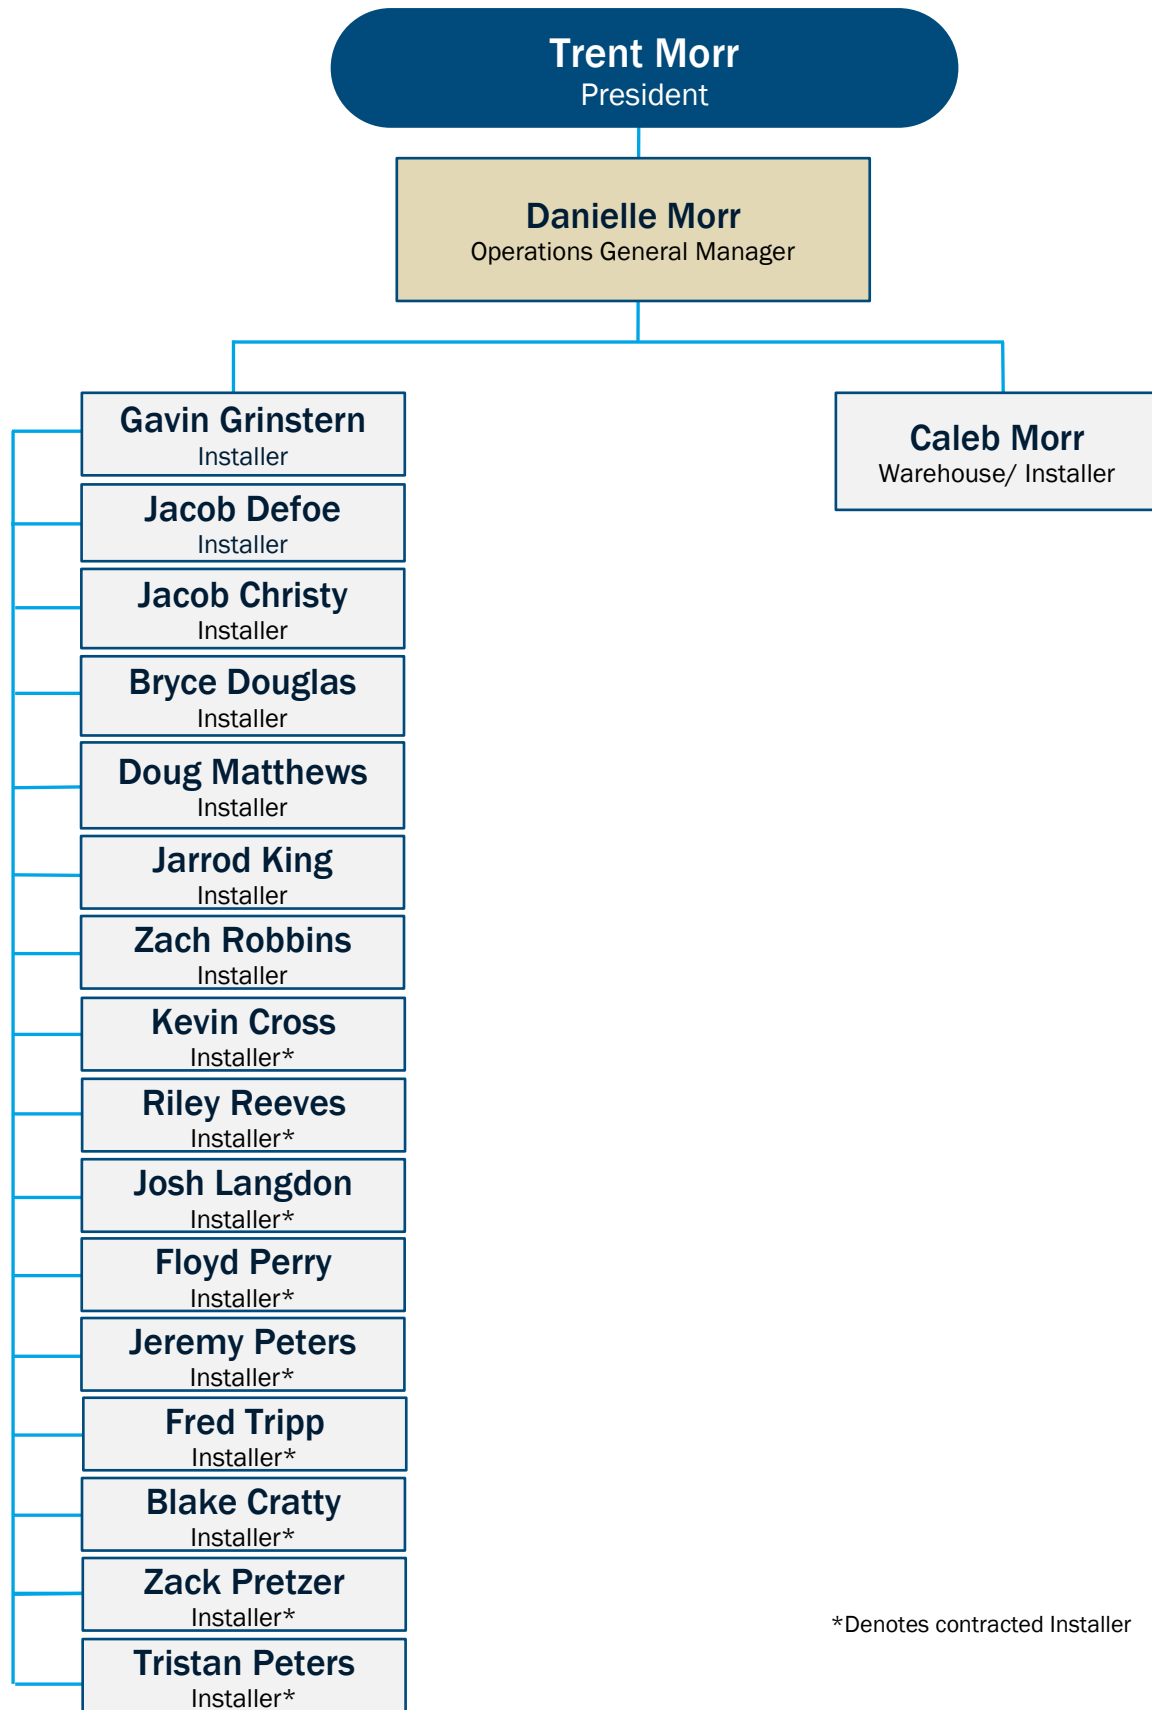 Trent Morr
President
Danielle Morr
Operations General Manager
Gavin Grinstern
Installer
Caleb Morr
Warehouse/ Installer
Jacob Defoe
Installer
Jacob Christy
Installer
Bryce Douglas
Installer
Doug Matthews
Installer
Jarrod King
Installer
Zach Robbins
Installer
Kevin Cross
Installer*
Riley Reeves
Installer*
Josh Langdon
Installer*
Floyd Perry
Installer*
Jeremy Peters
Installer*
Fred Tripp
Installer*
Blake Cratty
Installer*
Zack Pretzer
Installer*
*Denotes contracted Installer
Tristan Peters
Installer*